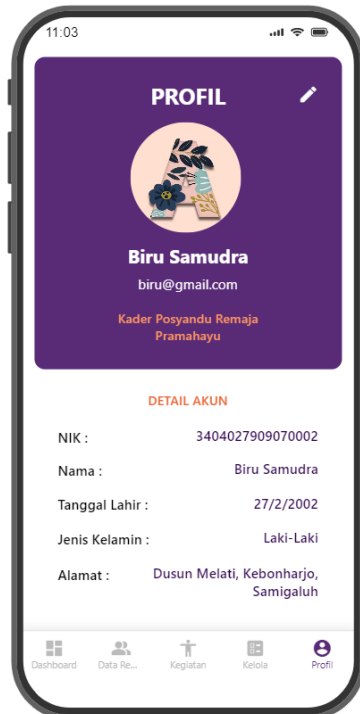 11:03
PROFIL
Biru Samudra
biru@gmail.com
Kader Posyandu Remaja
Pramahayu
DETAIL AKUN
NIK : 3404027909070002
Nama : Biru Samudra
Tanggal Lahir : 27/2/2002
Jenis Kelamin : Laki-Laki
Alamat : Dusun Melati, Kebonharjo,
Samigaluh
Dashboard Data Re... Kegiatan Kelola Profil